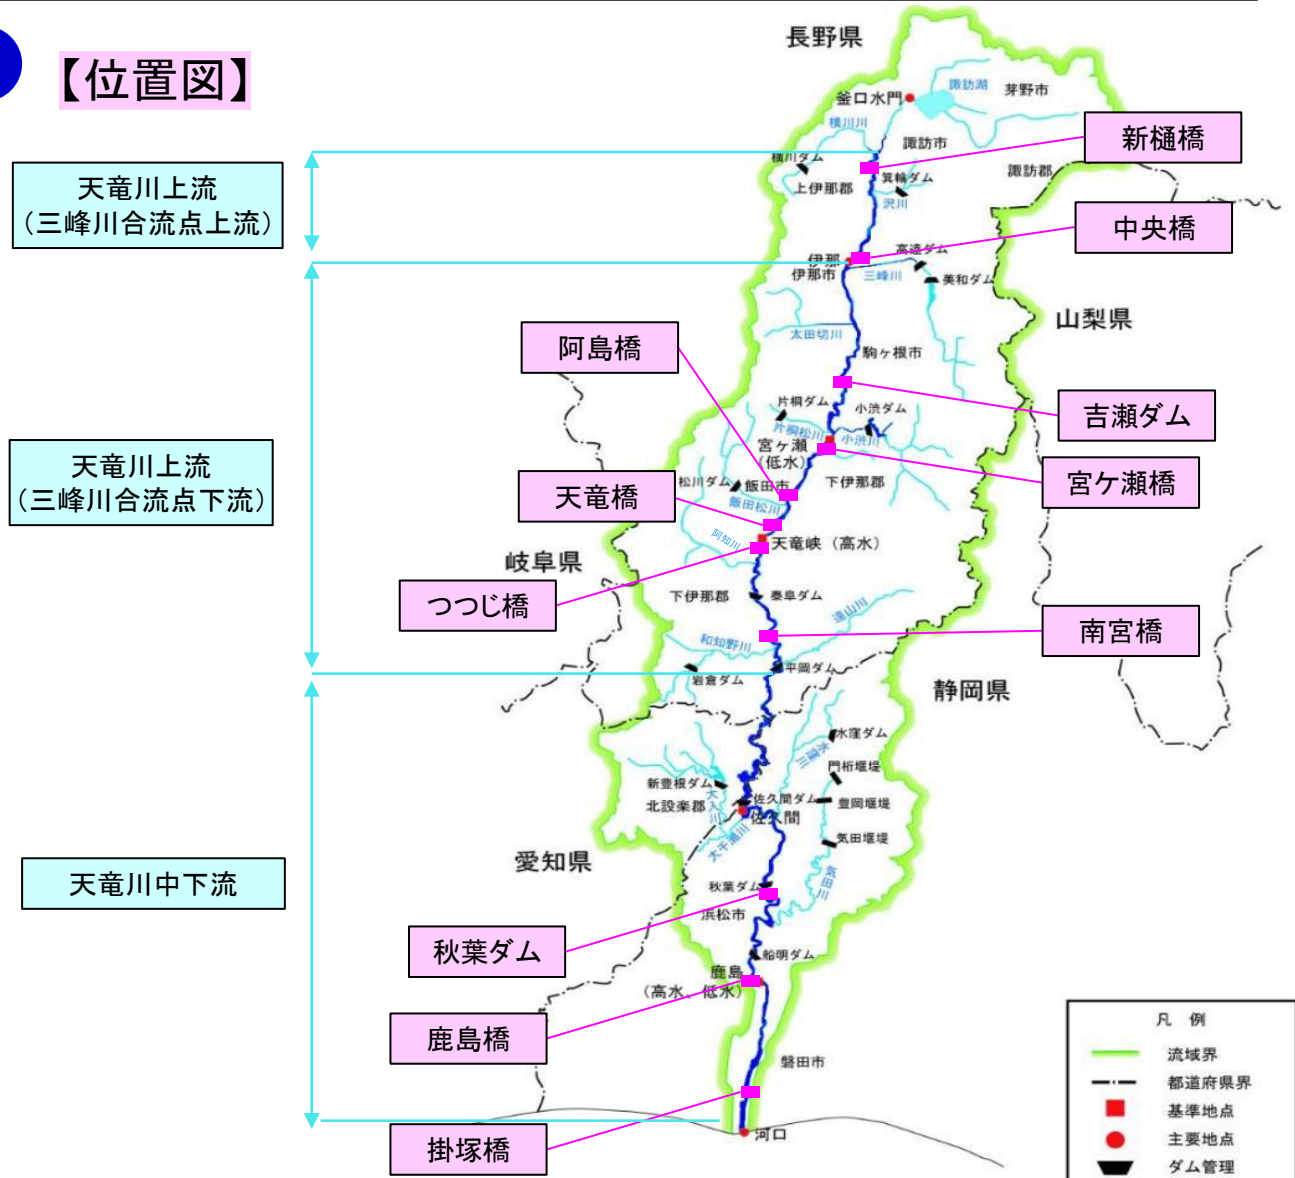 【位置図】
長野県
釜口水門
諏訪湖
芽野市
横川川
諏訪市
新樋橋
天竜川上流
（三峰川合流点上流）
横川ダム
箕輪ダム
諏訪郡
上伊那郡
沢川
中央橋
伊那
高遠ダム
伊那市
三峰川
美和ダム
山梨県
太田切川
阿島橋
駒ヶ根市
片桐ダム
小渋ダム
吉瀬ダム
片桐松川
小渋川
宮ヶ瀬
（低水）
天竜川上流
（三峰川合流点下流）
松川ダム
飯田市
下伊那郡
宮ケ瀬橋
天竜橋
飯田松川
阿知川
天竜峡（高水）
岐阜県
つつじ橋
下伊那郡
泰阜ダム
遠山川
和知野川
南宮橋
平岡ダム
岩倉ダム
静岡県
水窪ダム
水窪川
門桁堰堤
新豊根ダム
大入川
佐久間ダム
豊岡堰堤
北設楽郡
佐久間
大千瀬川
気田堰堤
愛知県
天竜川中下流
秋葉ダム
気田川
浜松市
秋葉ダム
船明ダム
鹿島
（高水、低水）
鹿島橋
磐田市
掛塚橋
河口
凡 例
流域界
都道府県界
基準地点
主要地点
ダム管理